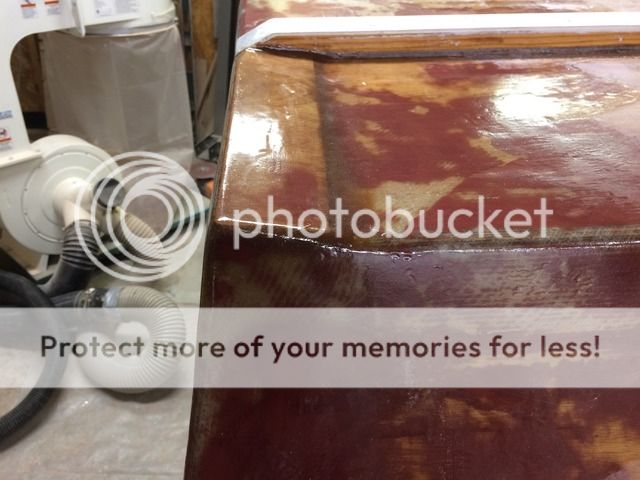 photobucket
Protect more of your memories for less!